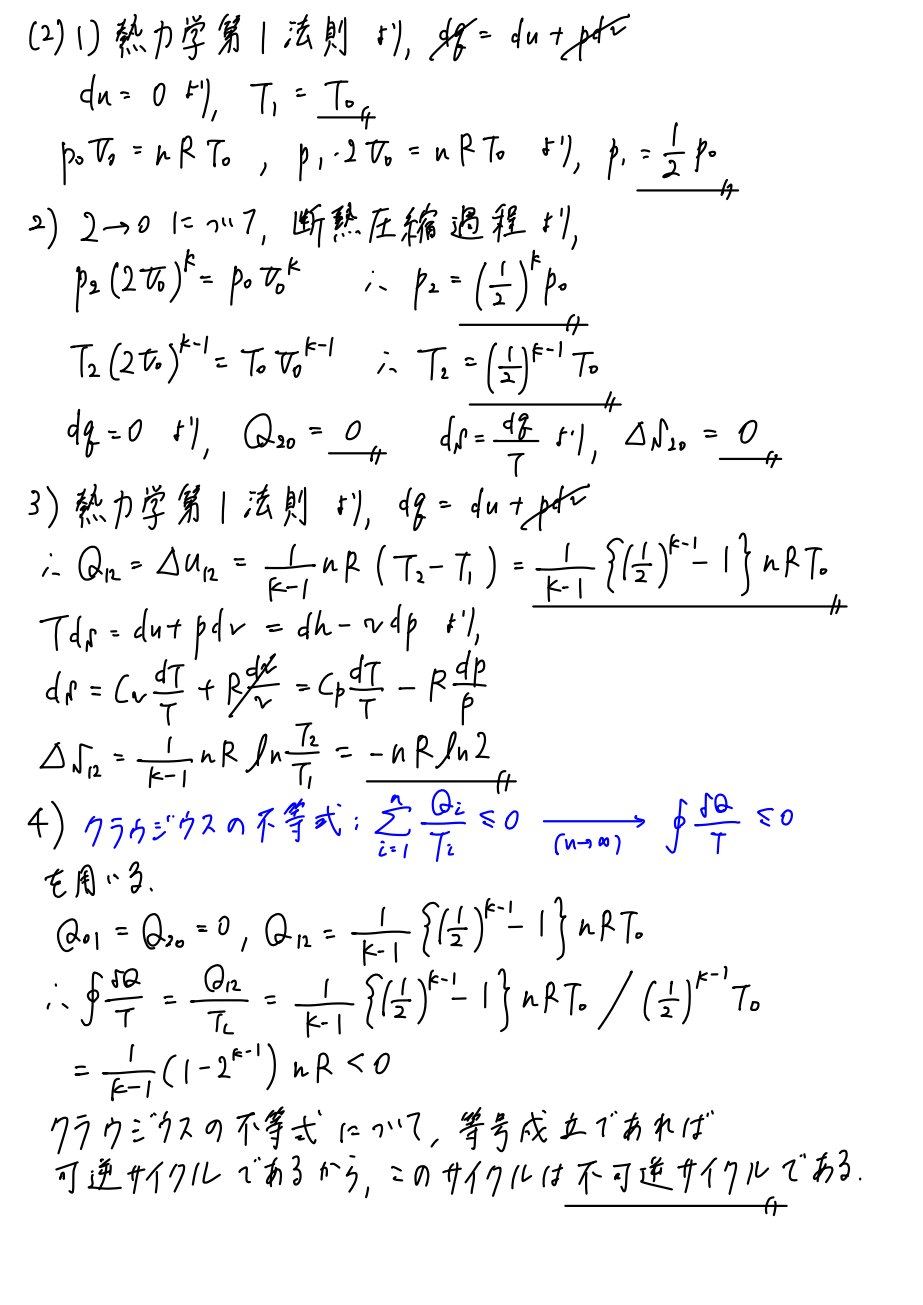 (2) 1) 熱力学第1法則 より, dq = du + pdv
du = 0 より, T₁ = T₀
p₀V₀ = nRT₀ , p₁・2V₀ = nRT₀ より, p₁ = 1/2 p₀
2) 2→0 について, 断熱圧縮過程 より,
p₂(2V₀)^κ = p₀V₀^κ ∴ p₂ = (1/2)^κ p₀
T₂(2V₀)^(κ-1) = T₀V₀^(κ-1) ∴ T₂ = (1/2)^(κ-1) T₀
dq = 0 より, Q₂₀ = 0 ds = dq/T より, ΔS₂₀ = 0
3) 熱力学第1法則 より, dq = du + pdv
∴ Q₁₂ = ΔU₁₂ = 1/(κ-1) nR (T₂ - T₁) = 1/(κ-1) {(1/2)^(κ-1) - 1} nRT₀
Tds = du + pdv = dh - vdp より,
ds = Cv dT/T + R dv/v = Cp dT/T - R dp/p
ΔS₁₂ = 1/(κ-1) nR ln T₂/T₁ = -nR ln2
4) クラウジウスの不等式: Σ_{i=1}^{n} Qi/Ti ≤ 0 →(n→∞) ∮ δQ/T ≤ 0
を用いる.
Q₀₁ = Q₂₀ = 0, Q₁₂ = 1/(κ-1) {(1/2)^(κ-1) - 1} nRT₀
∴ ∮ δQ/T = Q₁₂/T_L = 1/(κ-1) {(1/2)^(κ-1) - 1} nRT₀ / (1/2)^(κ-1) T₀
= 1/(κ-1) (1 - 2^(κ-1)) nR < 0
クラウジウスの不等式について, 等号成立であれば
可逆サイクルであるから, このサイクルは不可逆サイクルである.